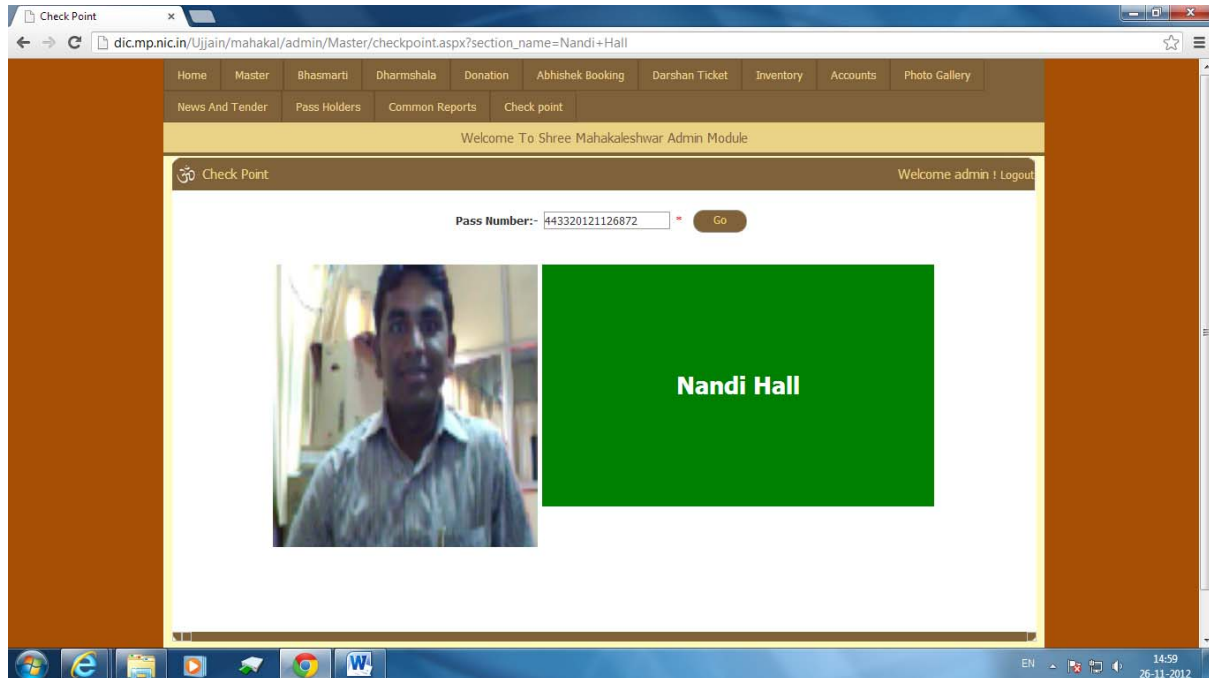 Check Point
dic.mp.nic.in/Ujjain/mahakal/admin/Master/checkpoint.aspx?section_name=Nandi+Hall
Home Master Bhasmarti Dharmshala Donation Abhishek Booking Darshan Ticket Inventory Accounts Photo Gallery
News And Tender Pass Holders Common Reports Check point
Welcome To Shree Mahakaleshwar Admin Module
ॐ Check Point Welcome admin ! Logout
Pass Number:- 443320121126872 * Go
Nandi Hall
EN 14:59
26-11-2012